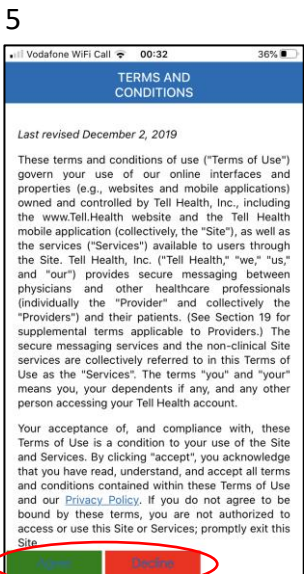 5
Vodafone WiFi Call 00:32 36%
TERMS AND
CONDITIONS
Last revised December 2, 2019
These terms and conditions of use ("Terms of Use")
govern your use of our online interfaces and
properties (e.g., websites and mobile applications)
owned and controlled by Tell Health, Inc., including
the www.Tell.Health website and the Tell Health
mobile application (collectively, the "Site"), as well as
the services ("Services") available to users through
the Site. Tell Health, Inc. ("Tell Health," "we," "us,"
and "our") provides secure messaging between
physicians and other healthcare professionals
(individually the "Provider" and collectively the
"Providers") and their patients. (See Section 19 for
supplemental terms applicable to Providers.) The
secure messaging services and the non-clinical Site
services are collectively referred to in this Terms of
Use as the "Services". The terms "you" and "your"
means you, your dependents if any, and any other
person accessing your Tell Health account.
Your acceptance of, and compliance with, these
Terms of Use is a condition to your use of the Site
and Services. By clicking "accept", you acknowledge
that you have read, understand, and accept all terms
and conditions contained within these Terms of Use
and our Privacy Policy. If you do not agree to be
bound by these terms, you are not authorized to
access or use this Site or Services; promptly exit this
Site.
Agree Decline